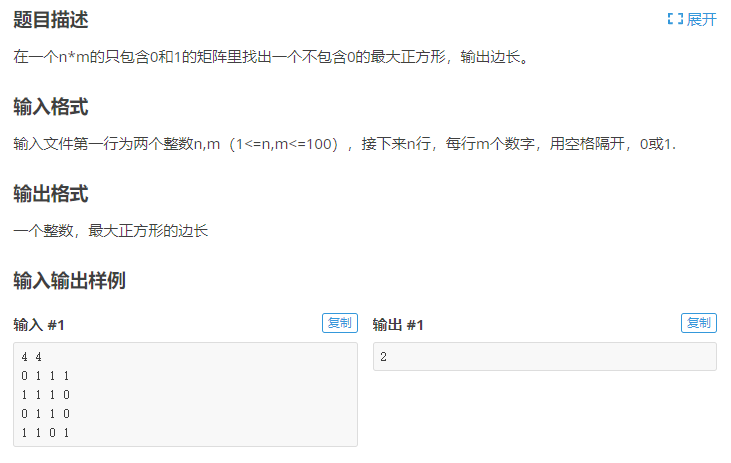 题目描述
展开
在一个n*m的只包含0和1的矩阵里找出一个不包含0的最大正方形，输出边长。
输入格式
输入文件第一行为两个整数n,m（1<=n,m<=100）, 接下来n行，每行m个数字，用空格隔开，0或1.
输出格式
一个整数，最大正方形的边长
输入输出样例
输入 #1
复制
4 4
0 1 1 1
1 1 1 0
0 1 1 0
1 1 0 1
输出 #1
复制
2